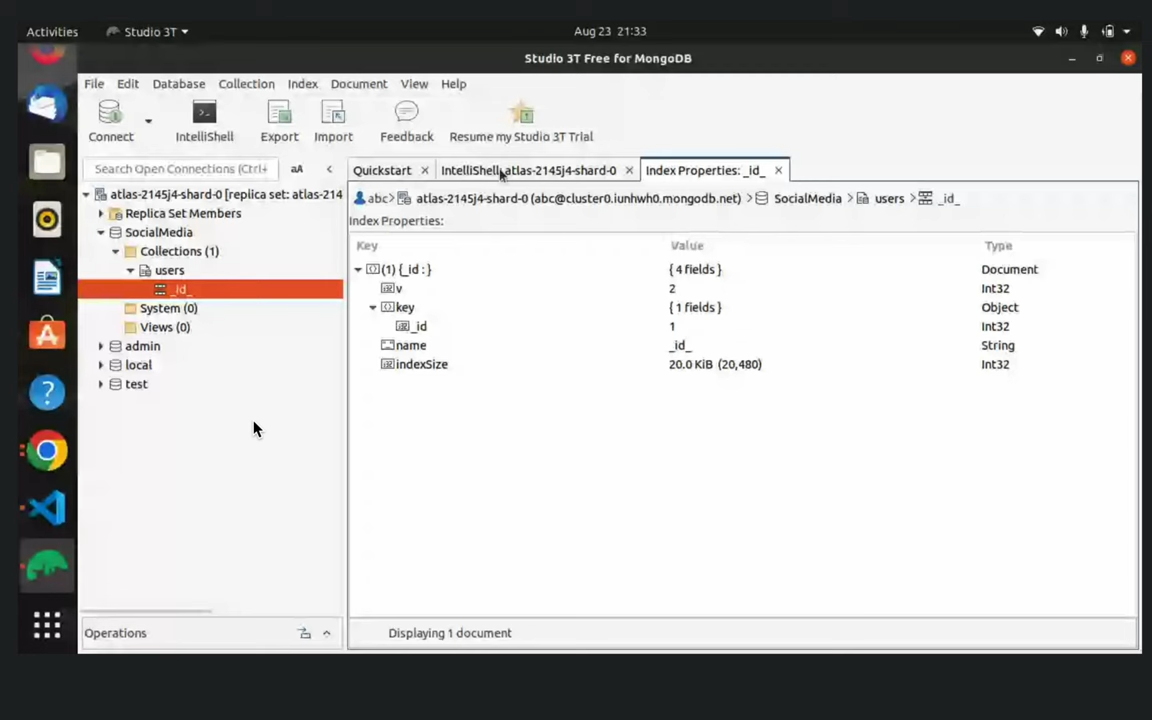 Activities Studio 3T Aug 23 21:33
Studio 3T Free for MongoDB
File Edit Database Collection Index Document View Help
Connect IntelliShell Export Import Feedback Resume my Studio 3T Trial
Search Open Connections (Ctrl+ aA
Quickstart IntelliShell: atlas-2145j4-shard-0 Index Properties: _id_
atlas-2145j4-shard-0 [replica set: atlas-214
Replica Set Members
SocialMedia
Collections (1)
users
_id_
System (0)
Views (0)
admin
local
test
Operations
abc> atlas-2145j4-shard-0 (abc@cluster0.iunhwh0.mongodb.net) > SocialMedia > users > _id_
Index Properties:
Key Value Type
(1) {_id : } { 4 fields } Document
v 2 Int32
key { 1 fields } Object
_id 1 Int32
name _id_ String
indexSize 20.0 KiB (20,480) Int32
Displaying 1 document